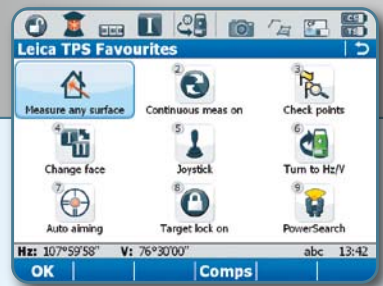 CS
TS
Leica TPS Favourites
Measure any surface
2 Continuous meas on
3 Check points
4 Change face
5 Joystick
6 Turn to Hz/V
7 Auto aiming
8 Target lock on
9 PowerSearch
Hz: 107°59'58" V: 76°30'00" abc 13:42
OK Comps